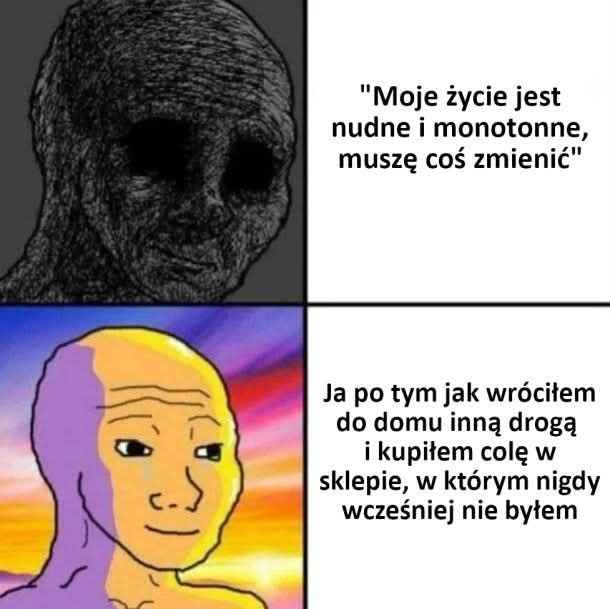 "Moje życie jest
nudne i monotonne,
muszę coś zmienić"
Ja po tym jak wróciłem
do domu inną drogą
i kupiłem colę w
sklepie, w którym nigdy
wcześniej nie byłem